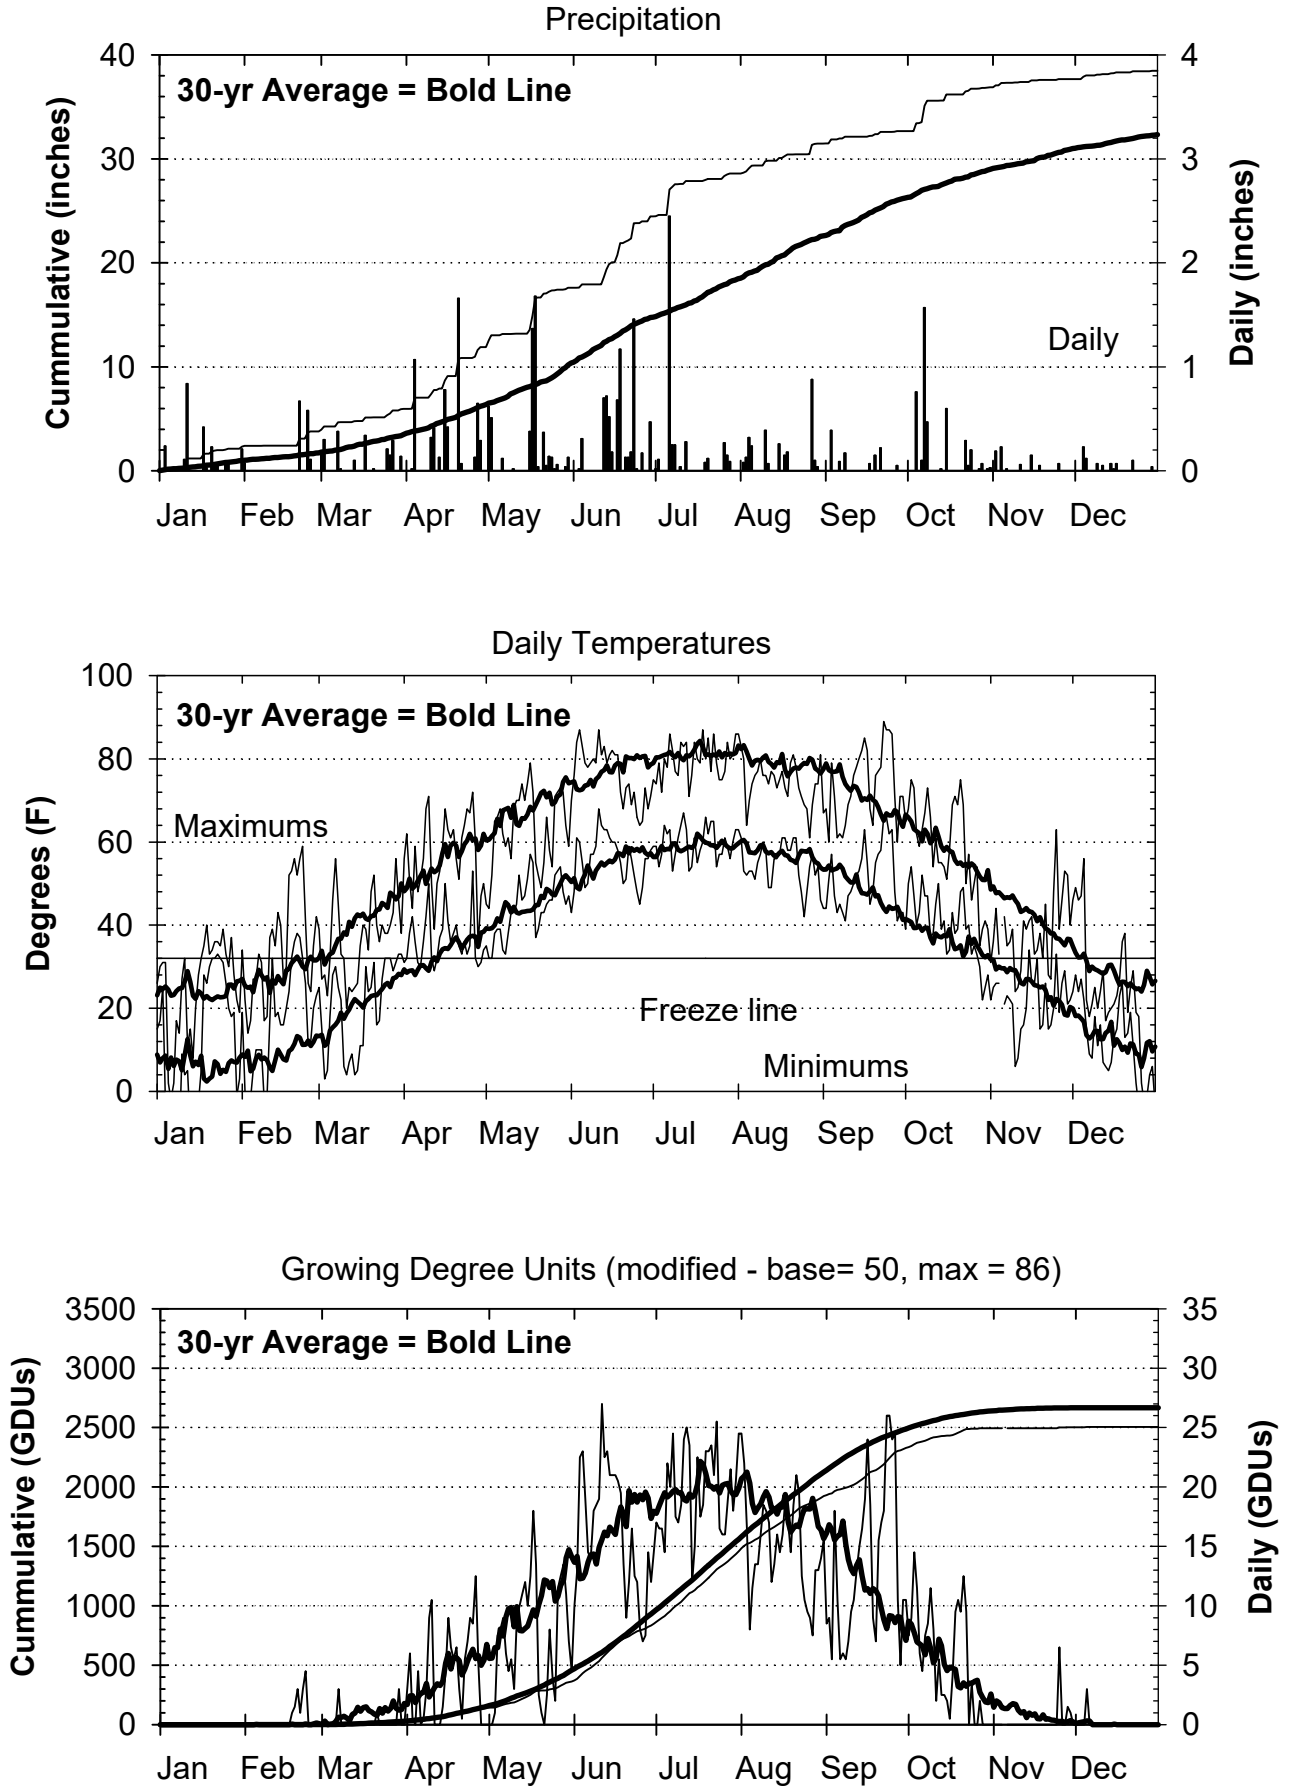 Precipitation
40
30
20
10
0
4
3
2
1
0
Cummulative (inches)
Daily (inches)
30-yr Average = Bold Line
Daily
Jan Feb Mar Apr May Jun Jul Aug Sep Oct Nov Dec
Daily Temperatures
100
80
60
40
20
0
Degrees (F)
30-yr Average = Bold Line
Maximums
Freeze line
Minimums
Jan Feb Mar Apr May Jun Jul Aug Sep Oct Nov Dec
Growing Degree Units (modified - base= 50, max = 86)
3500
3000
2500
2000
1500
1000
500
0
35
30
25
20
15
10
5
0
Cummulative (GDUs)
Daily (GDUs)
30-yr Average = Bold Line
Jan Feb Mar Apr May Jun Jul Aug Sep Oct Nov Dec